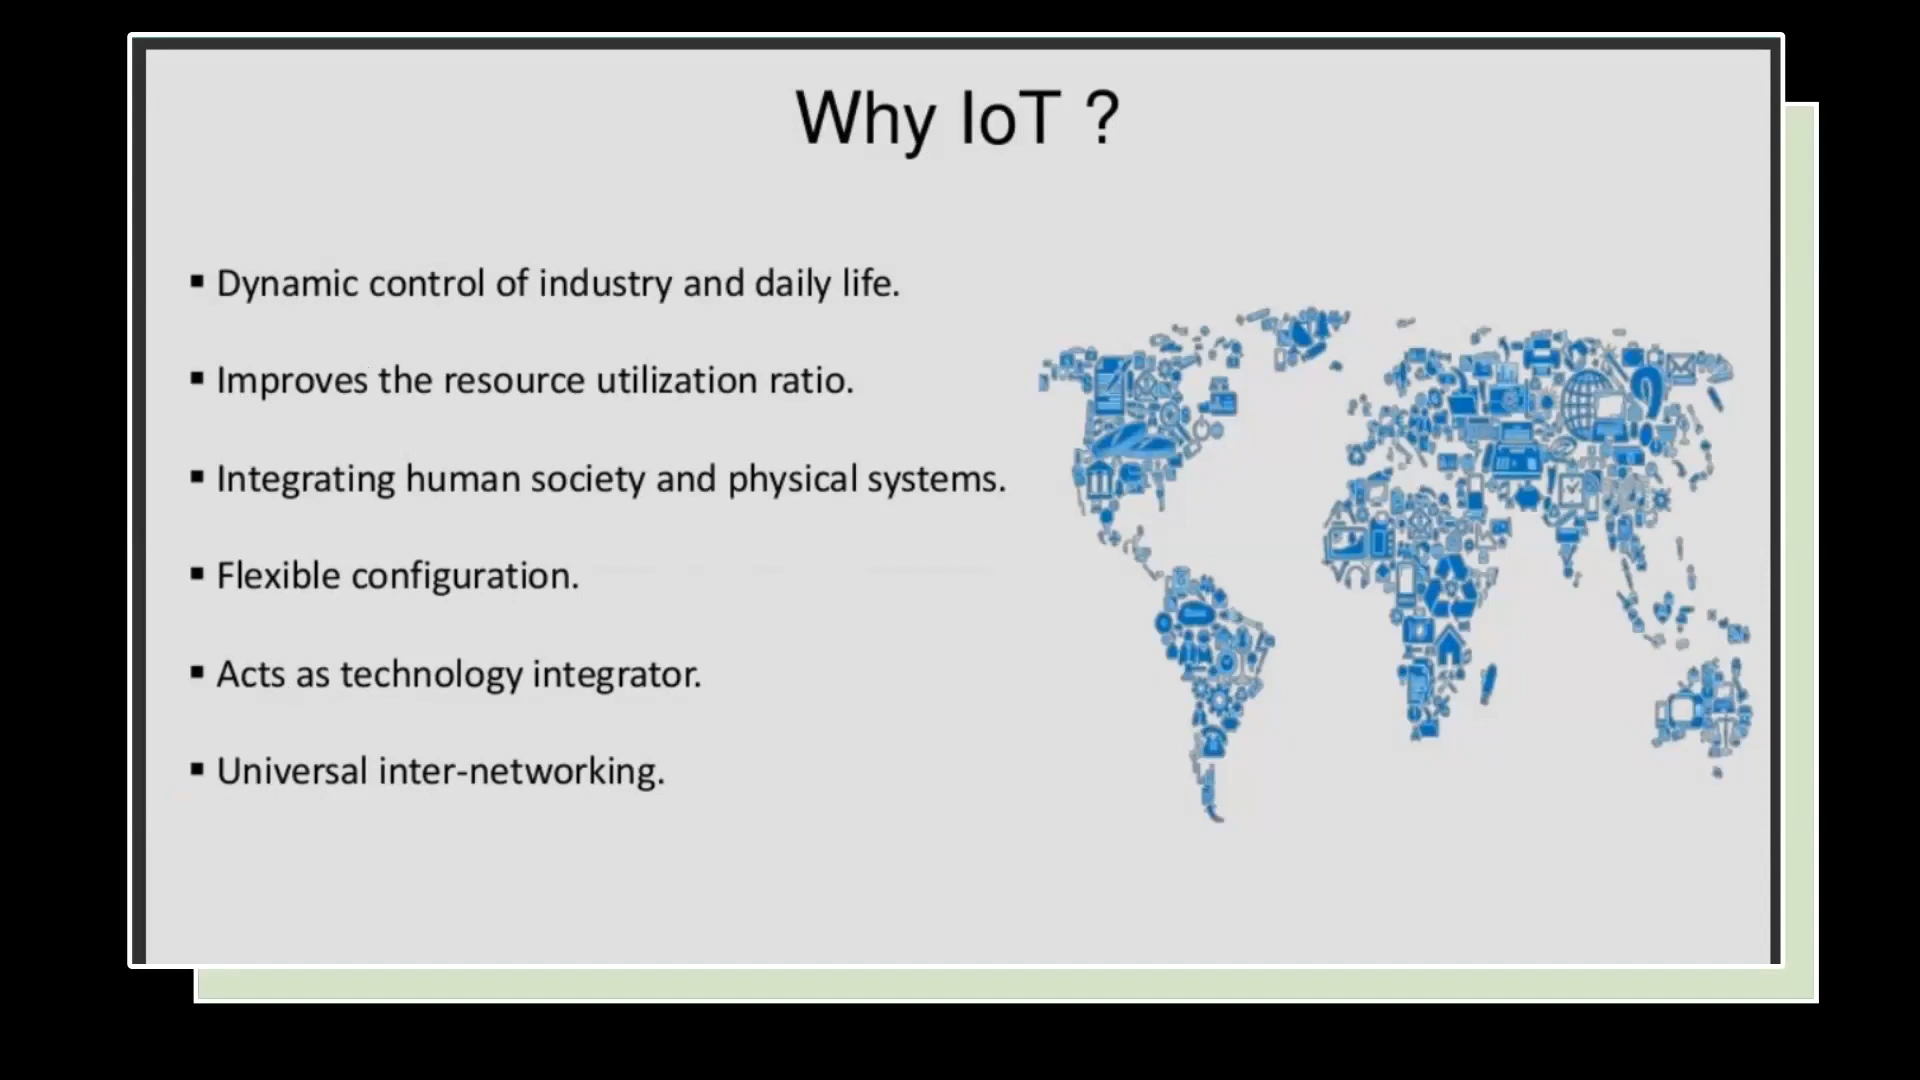 Why IoT ?
▪ Dynamic control of industry and daily life.
▪ Improves the resource utilization ratio.
▪ Integrating human society and physical systems.
▪ Flexible configuration.
▪ Acts as technology integrator.
▪ Universal inter-networking.